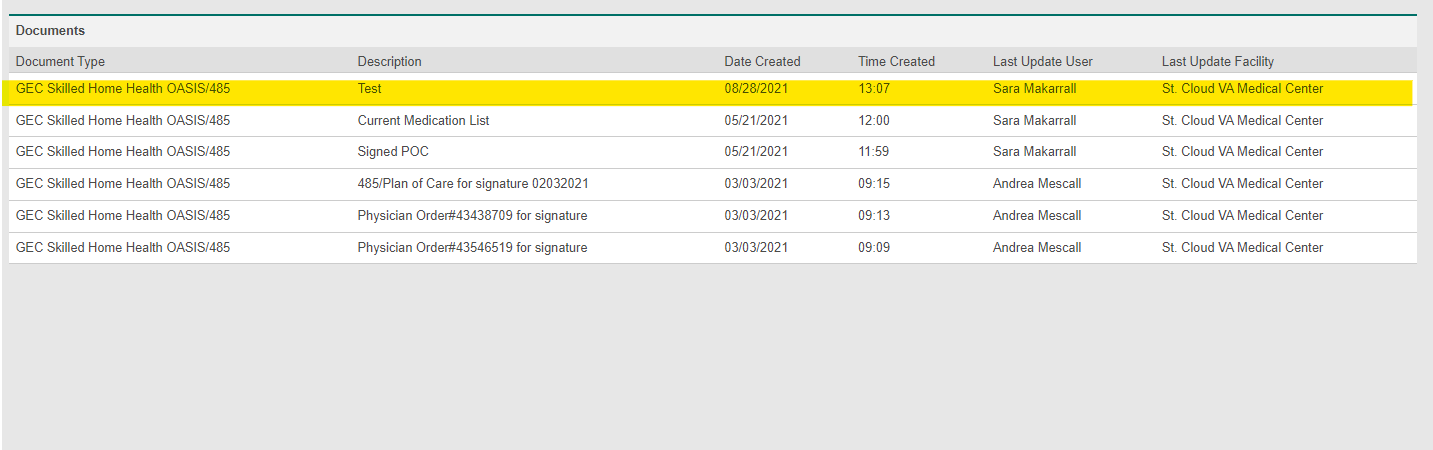 Documents
Document Type Description Date Created Time Created Last Update User Last Update Facility
GEC Skilled Home Health OASIS/485 Test 08/28/2021 13:07 Sara Makarrall St. Cloud VA Medical Center
GEC Skilled Home Health OASIS/485 Current Medication List 05/21/2021 12:00 Sara Makarrall St. Cloud VA Medical Center
GEC Skilled Home Health OASIS/485 Signed POC 05/21/2021 11:59 Sara Makarrall St. Cloud VA Medical Center
GEC Skilled Home Health OASIS/485 485/Plan of Care for signature 02032021 03/03/2021 09:15 Andrea Mescall St. Cloud VA Medical Center
GEC Skilled Home Health OASIS/485 Physician Order#43438709 for signature 03/03/2021 09:13 Andrea Mescall St. Cloud VA Medical Center
GEC Skilled Home Health OASIS/485 Physician Order#43546519 for signature 03/03/2021 09:09 Andrea Mescall St. Cloud VA Medical Center